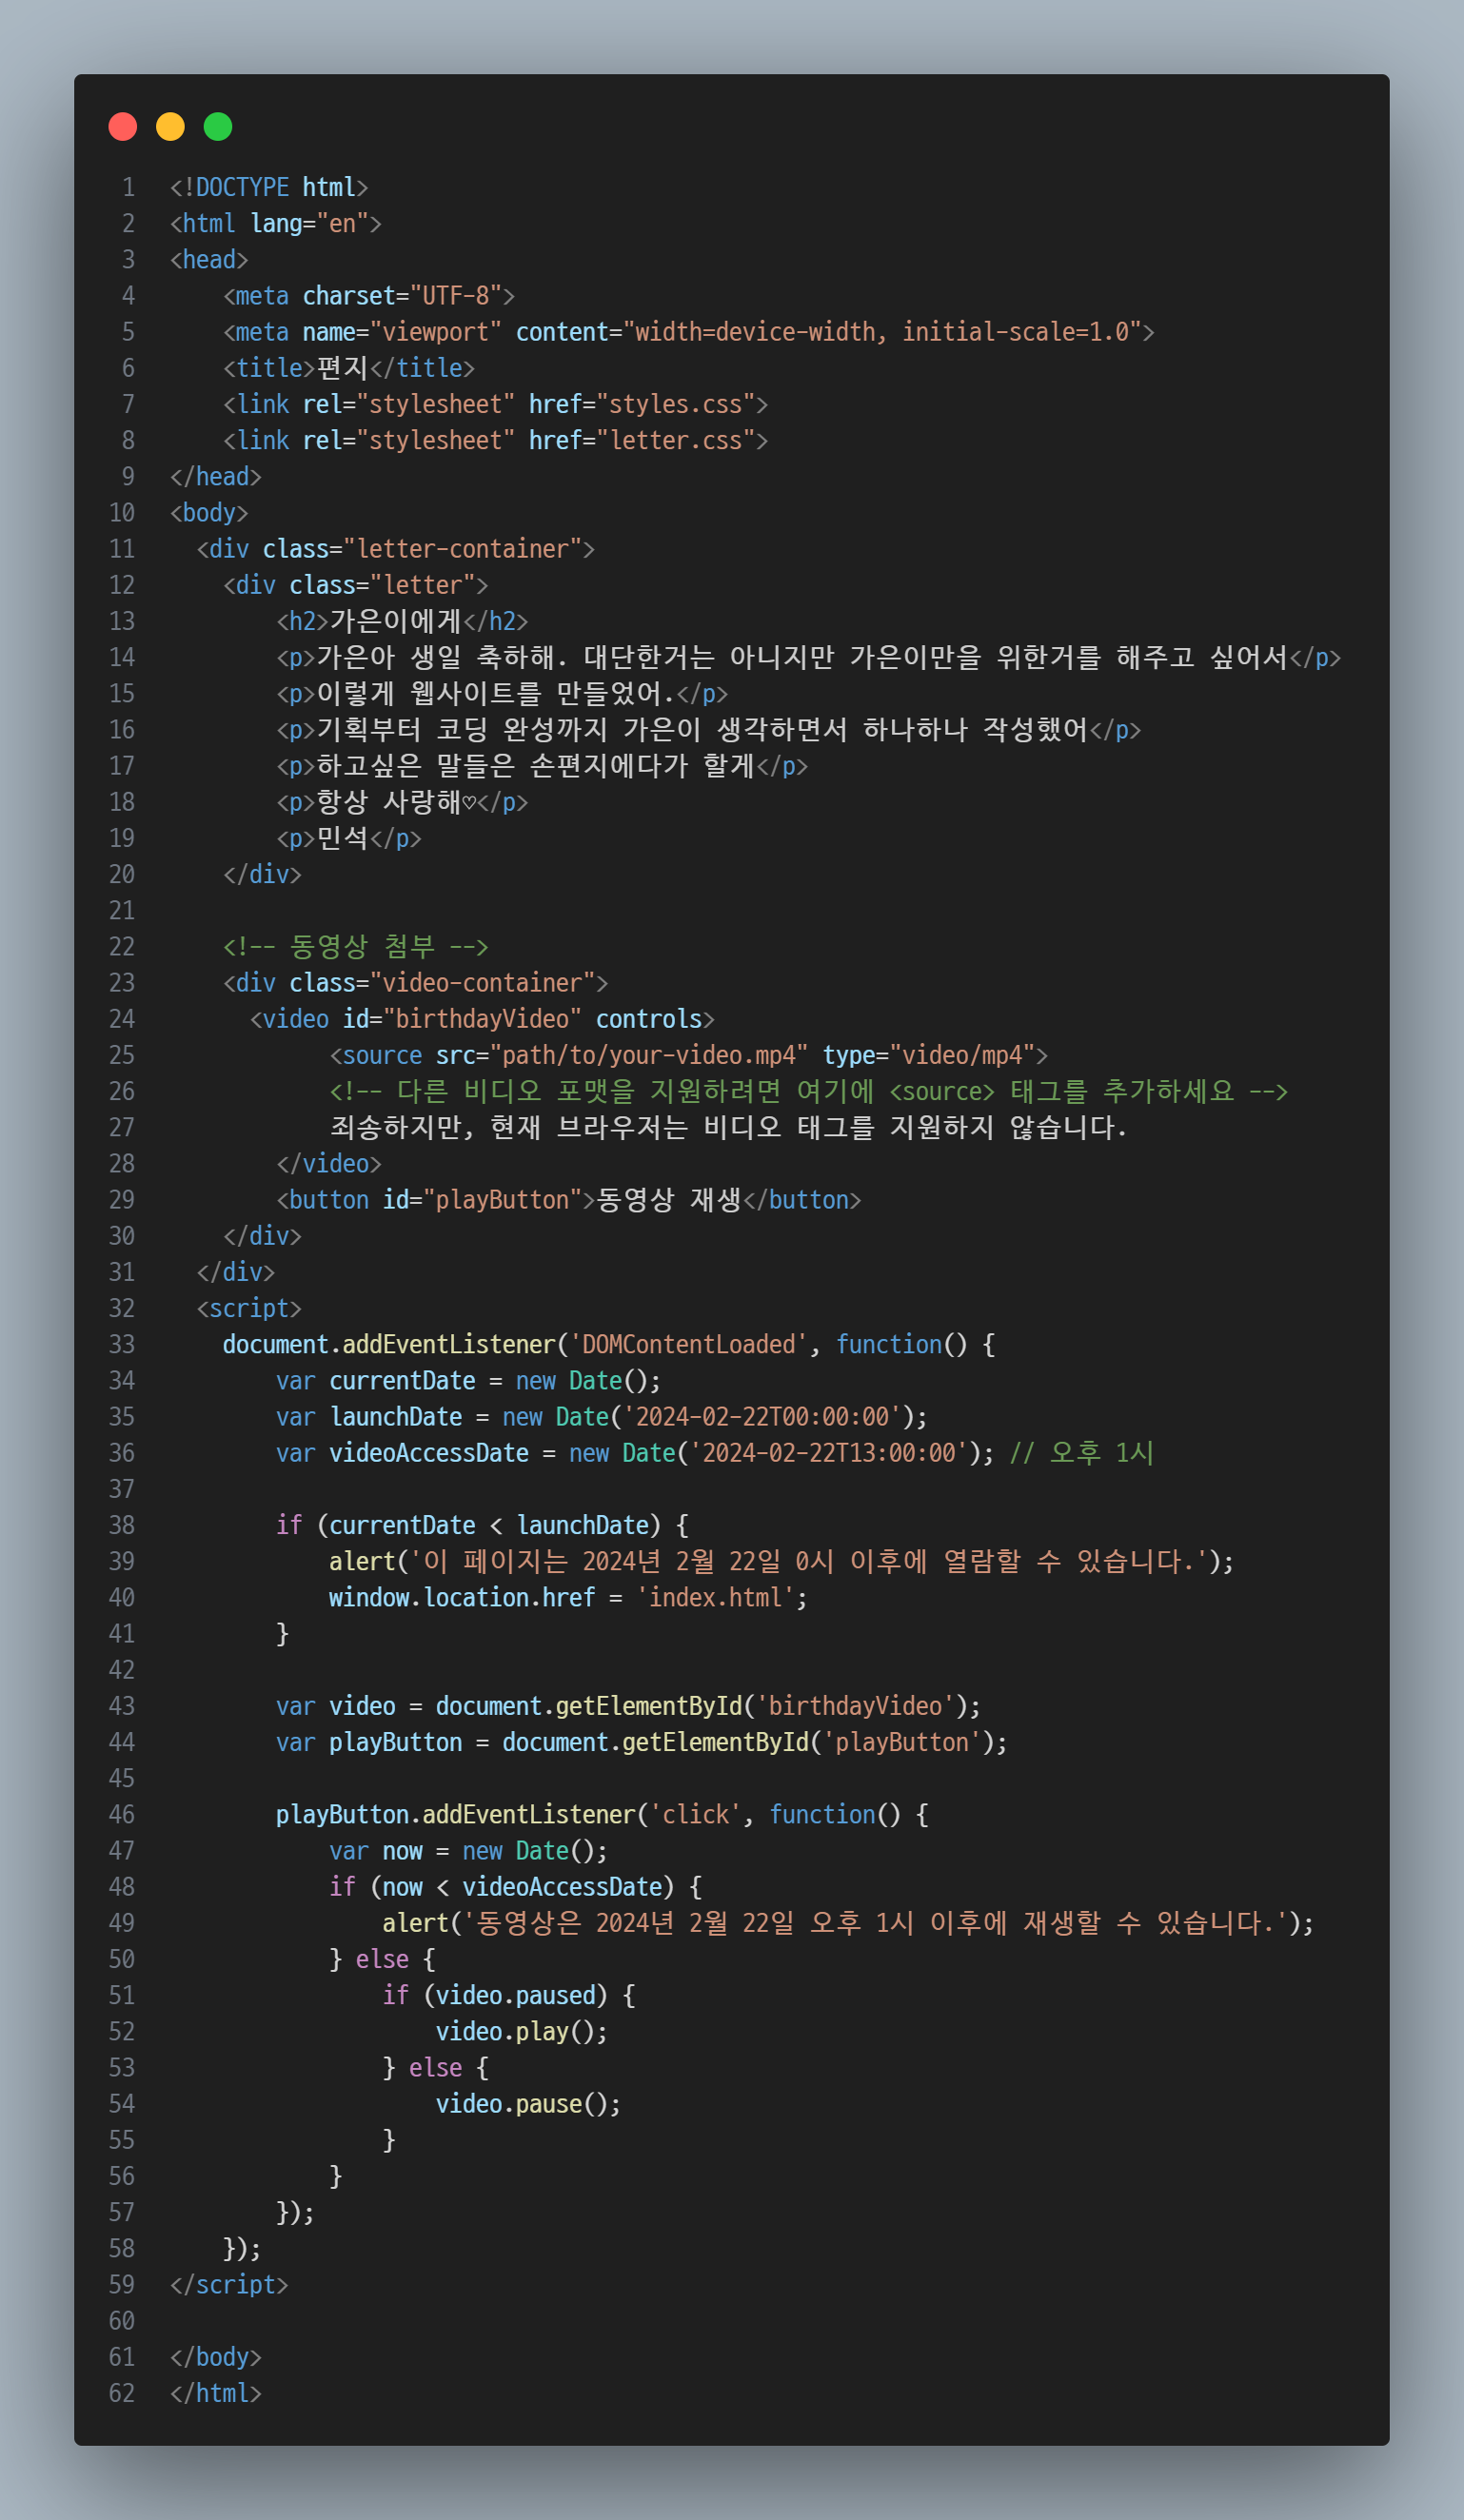 1 <!DOCTYPE html>
2 <html lang="en">
3 <head>
4     <meta charset="UTF-8">
5     <meta name="viewport" content="width=device-width, initial-scale=1.0">
6     <title>편지</title>
7     <link rel="stylesheet" href="styles.css">
8     <link rel="stylesheet" href="letter.css">
9 </head>
10 <body>
11   <div class="letter-container">
12     <div class="letter">
13         <h2>가은이에게</h2>
14         <p>가은아 생일 축하해. 대단한거는 아니지만 가은이만을 위한거를 해주고 싶어서</p>
15         <p>이렇게 웹사이트를 만들었어.</p>
16         <p>기획부터 코딩 완성까지 가은이 생각하면서 하나하나 작성했어</p>
17         <p>하고싶은 말들은 손편지에다가 할게</p>
18         <p>항상 사랑해♡</p>
19         <p>민석</p>
20     </div>
21
22     <!-- 동영상 첨부 -->
23     <div class="video-container">
24       <video id="birthdayVideo" controls>
25             <source src="path/to/your-video.mp4" type="video/mp4">
26             <!-- 다른 비디오 포맷을 지원하려면 여기에 <source> 태그를 추가하세요 -->
27             죄송하지만, 현재 브라우저는 비디오 태그를 지원하지 않습니다.
28         </video>
29         <button id="playButton">동영상 재생</button>
30     </div>
31   </div>
32   <script>
33     document.addEventListener('DOMContentLoaded', function() {
34         var currentDate = new Date();
35         var launchDate = new Date('2024-02-22T00:00:00');
36         var videoAccessDate = new Date('2024-02-22T13:00:00'); // 오후 1시
37
38         if (currentDate < launchDate) {
39             alert('이 페이지는 2024년 2월 22일 0시 이후에 열람할 수 있습니다.');
40             window.location.href = 'index.html';
41         }
42
43         var video = document.getElementById('birthdayVideo');
44         var playButton = document.getElementById('playButton');
45
46         playButton.addEventListener('click', function() {
47             var now = new Date();
48             if (now < videoAccessDate) {
49                 alert('동영상은 2024년 2월 22일 오후 1시 이후에 재생할 수 있습니다.');
50             } else {
51                 if (video.paused) {
52                     video.play();
53                 } else {
54                     video.pause();
55                 }
56             }
57         });
58     });
59 </script>
60
61 </body>
62 </html>